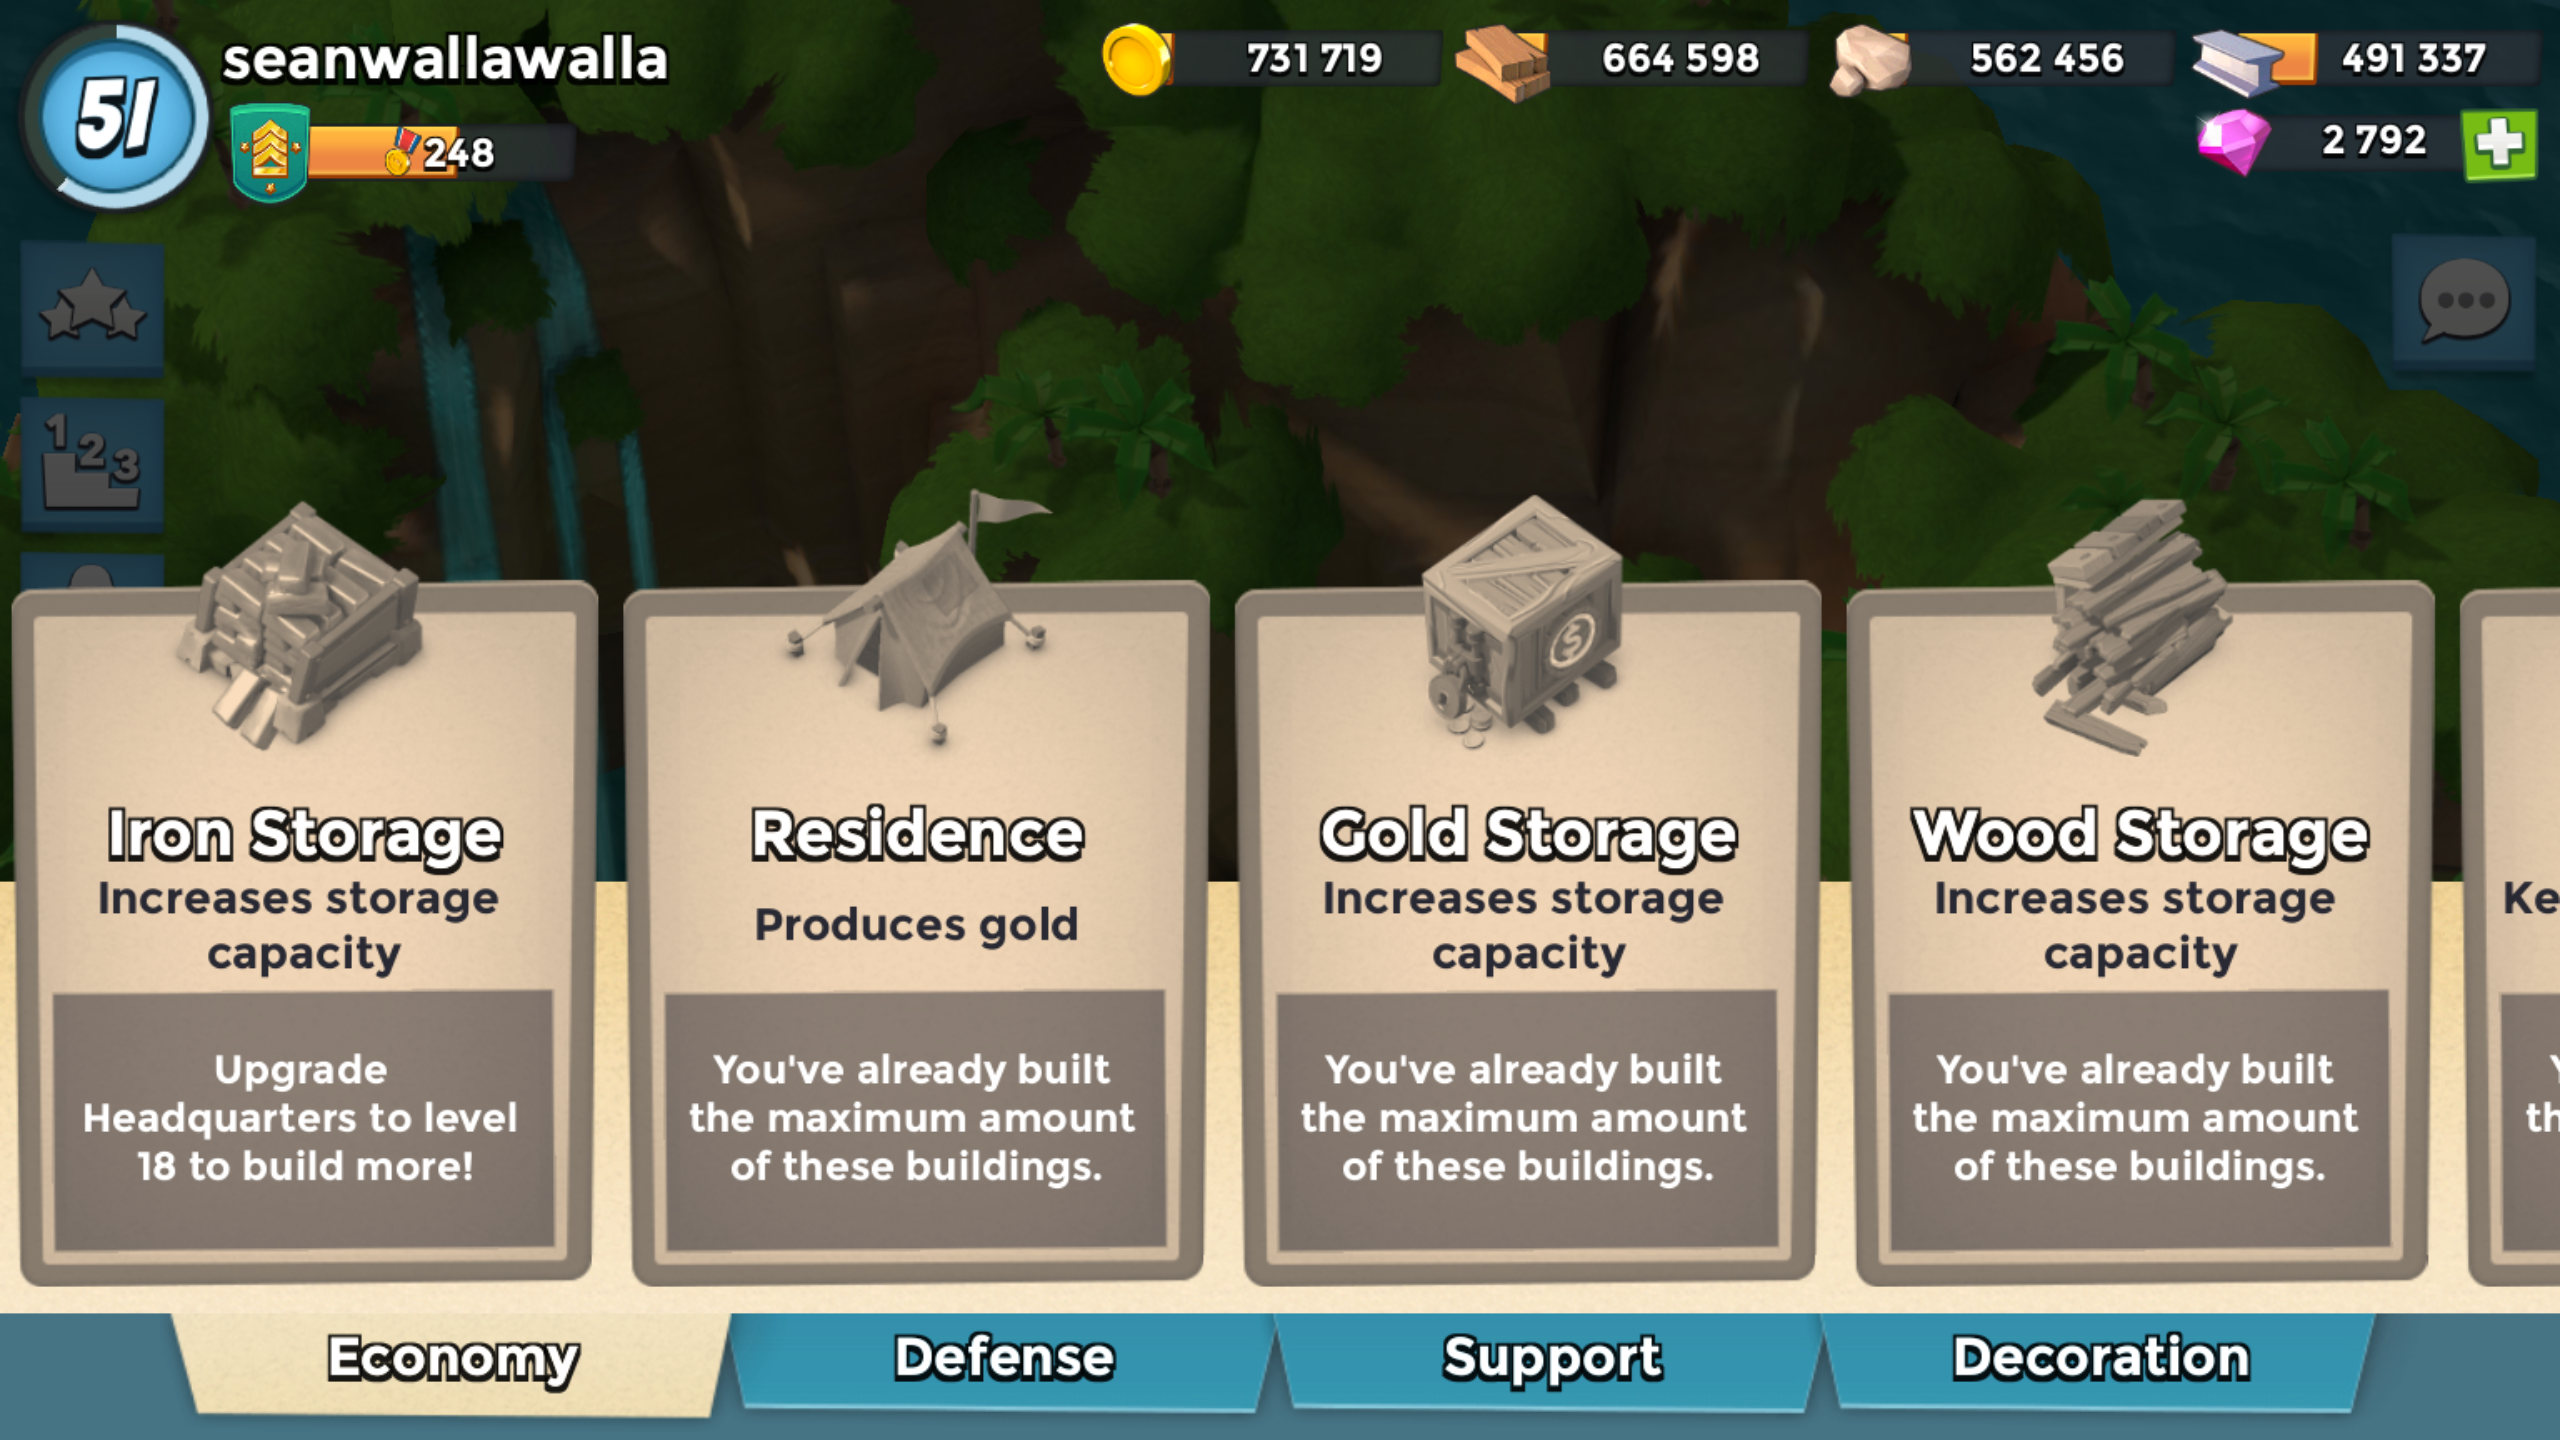 51
seanwallawalla
248
731 719
664 598
562 456
491 337
2 792
1 2 3
Iron Storage
Increases storage
capacity
Upgrade
Headquarters to level
18 to build more!
Residence
Produces gold
You've already built
the maximum amount
of these buildings.
Gold Storage
Increases storage
capacity
You've already built
the maximum amount
of these buildings.
Wood Storage
Increases storage
capacity
You've already built
the maximum amount
of these buildings.
Economy
Defense
Support
Decoration